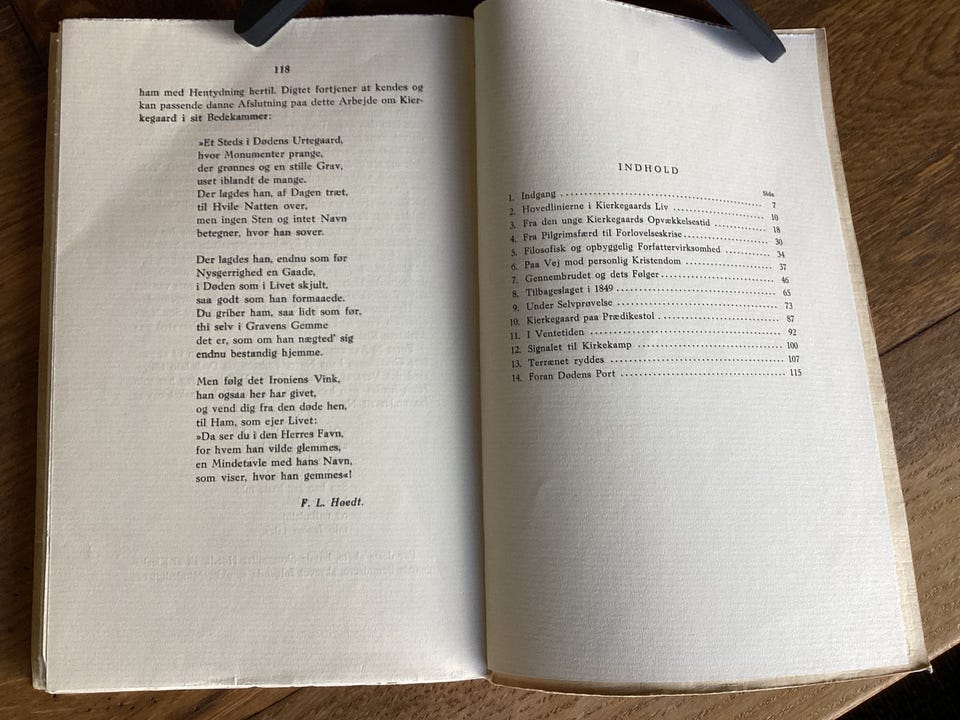 118
ham med Hentydning hertil. Digtet fortjener at kendes og
kan passende danne Afslutning paa dette Arbejde om Kier-
kegaard i sit Bedekammer:
»Et Steds i Dødens Urtegaard,
hvor Monumenter prange,
der grønnes og en stille Grav,
uset iblandt de mange.
Der lagdes han, af Dagen træt,
til Hvile Natten over,
men ingen Sten og intet Navn
betegner, hvor han sover.
Der lagdes han, endnu som før
Nysgerrighed en Gaade,
i Døden som i Livet skjult,
saa godt som han formaaede.
Du griber ham, saa lidt som før,
thi selv i Gravens Gemme
det er, som om han nægted' sig
endnu bestandig hjemme.
Men følg det Ironiens Vink,
han ogsaa her har givet,
og vend dig fra den døde hen,
til Ham, som ejer Livet:
»Da ser du i den Herres Favn,
for hvem han vilde glemmes,
en Mindetavle med hans Navn,
som viser, hvor han gemmes«!
F. L. Høedt.
INDHOLD
Side
1. Indgang 7
2. Hovedlinierne i Kierkegaards Liv 10
3. Fra den unge Kierkegaards Opvækkelsestid 18
4. Fra Pilgrimsfærd til Forlovelseskrise 30
5. Filosofisk og opbyggelig Forfattervirksomhed 34
6. Paa Vej mod personlig Kristendom 37
7. Gennembrudet og dets Følger 46
8. Tilbageslaget i 1849 65
9. Under Selvprøvelse 73
10. Kierkegaard paa Prædikestol 87
11. I Ventetiden 92
12. Signalet til Kirkekamp 100
13. Terrænet ryddes 107
14. Foran Dødens Port 115